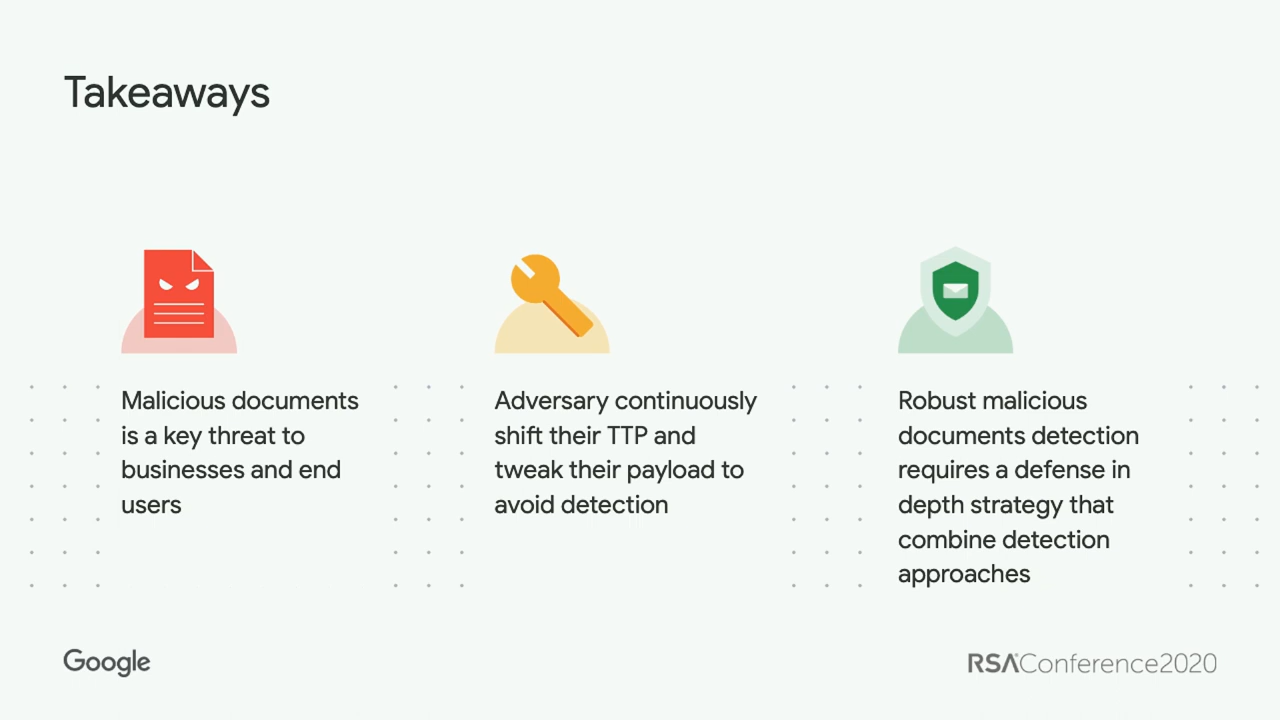 Takeaways
Malicious documents
is a key threat to
businesses and end
users
Adversary continuously
shift their TTP and
tweak their payload to
avoid detection
Robust malicious
documents detection
requires a defense in
depth strategy that
combine detection
approaches
Google
RSAConference2020